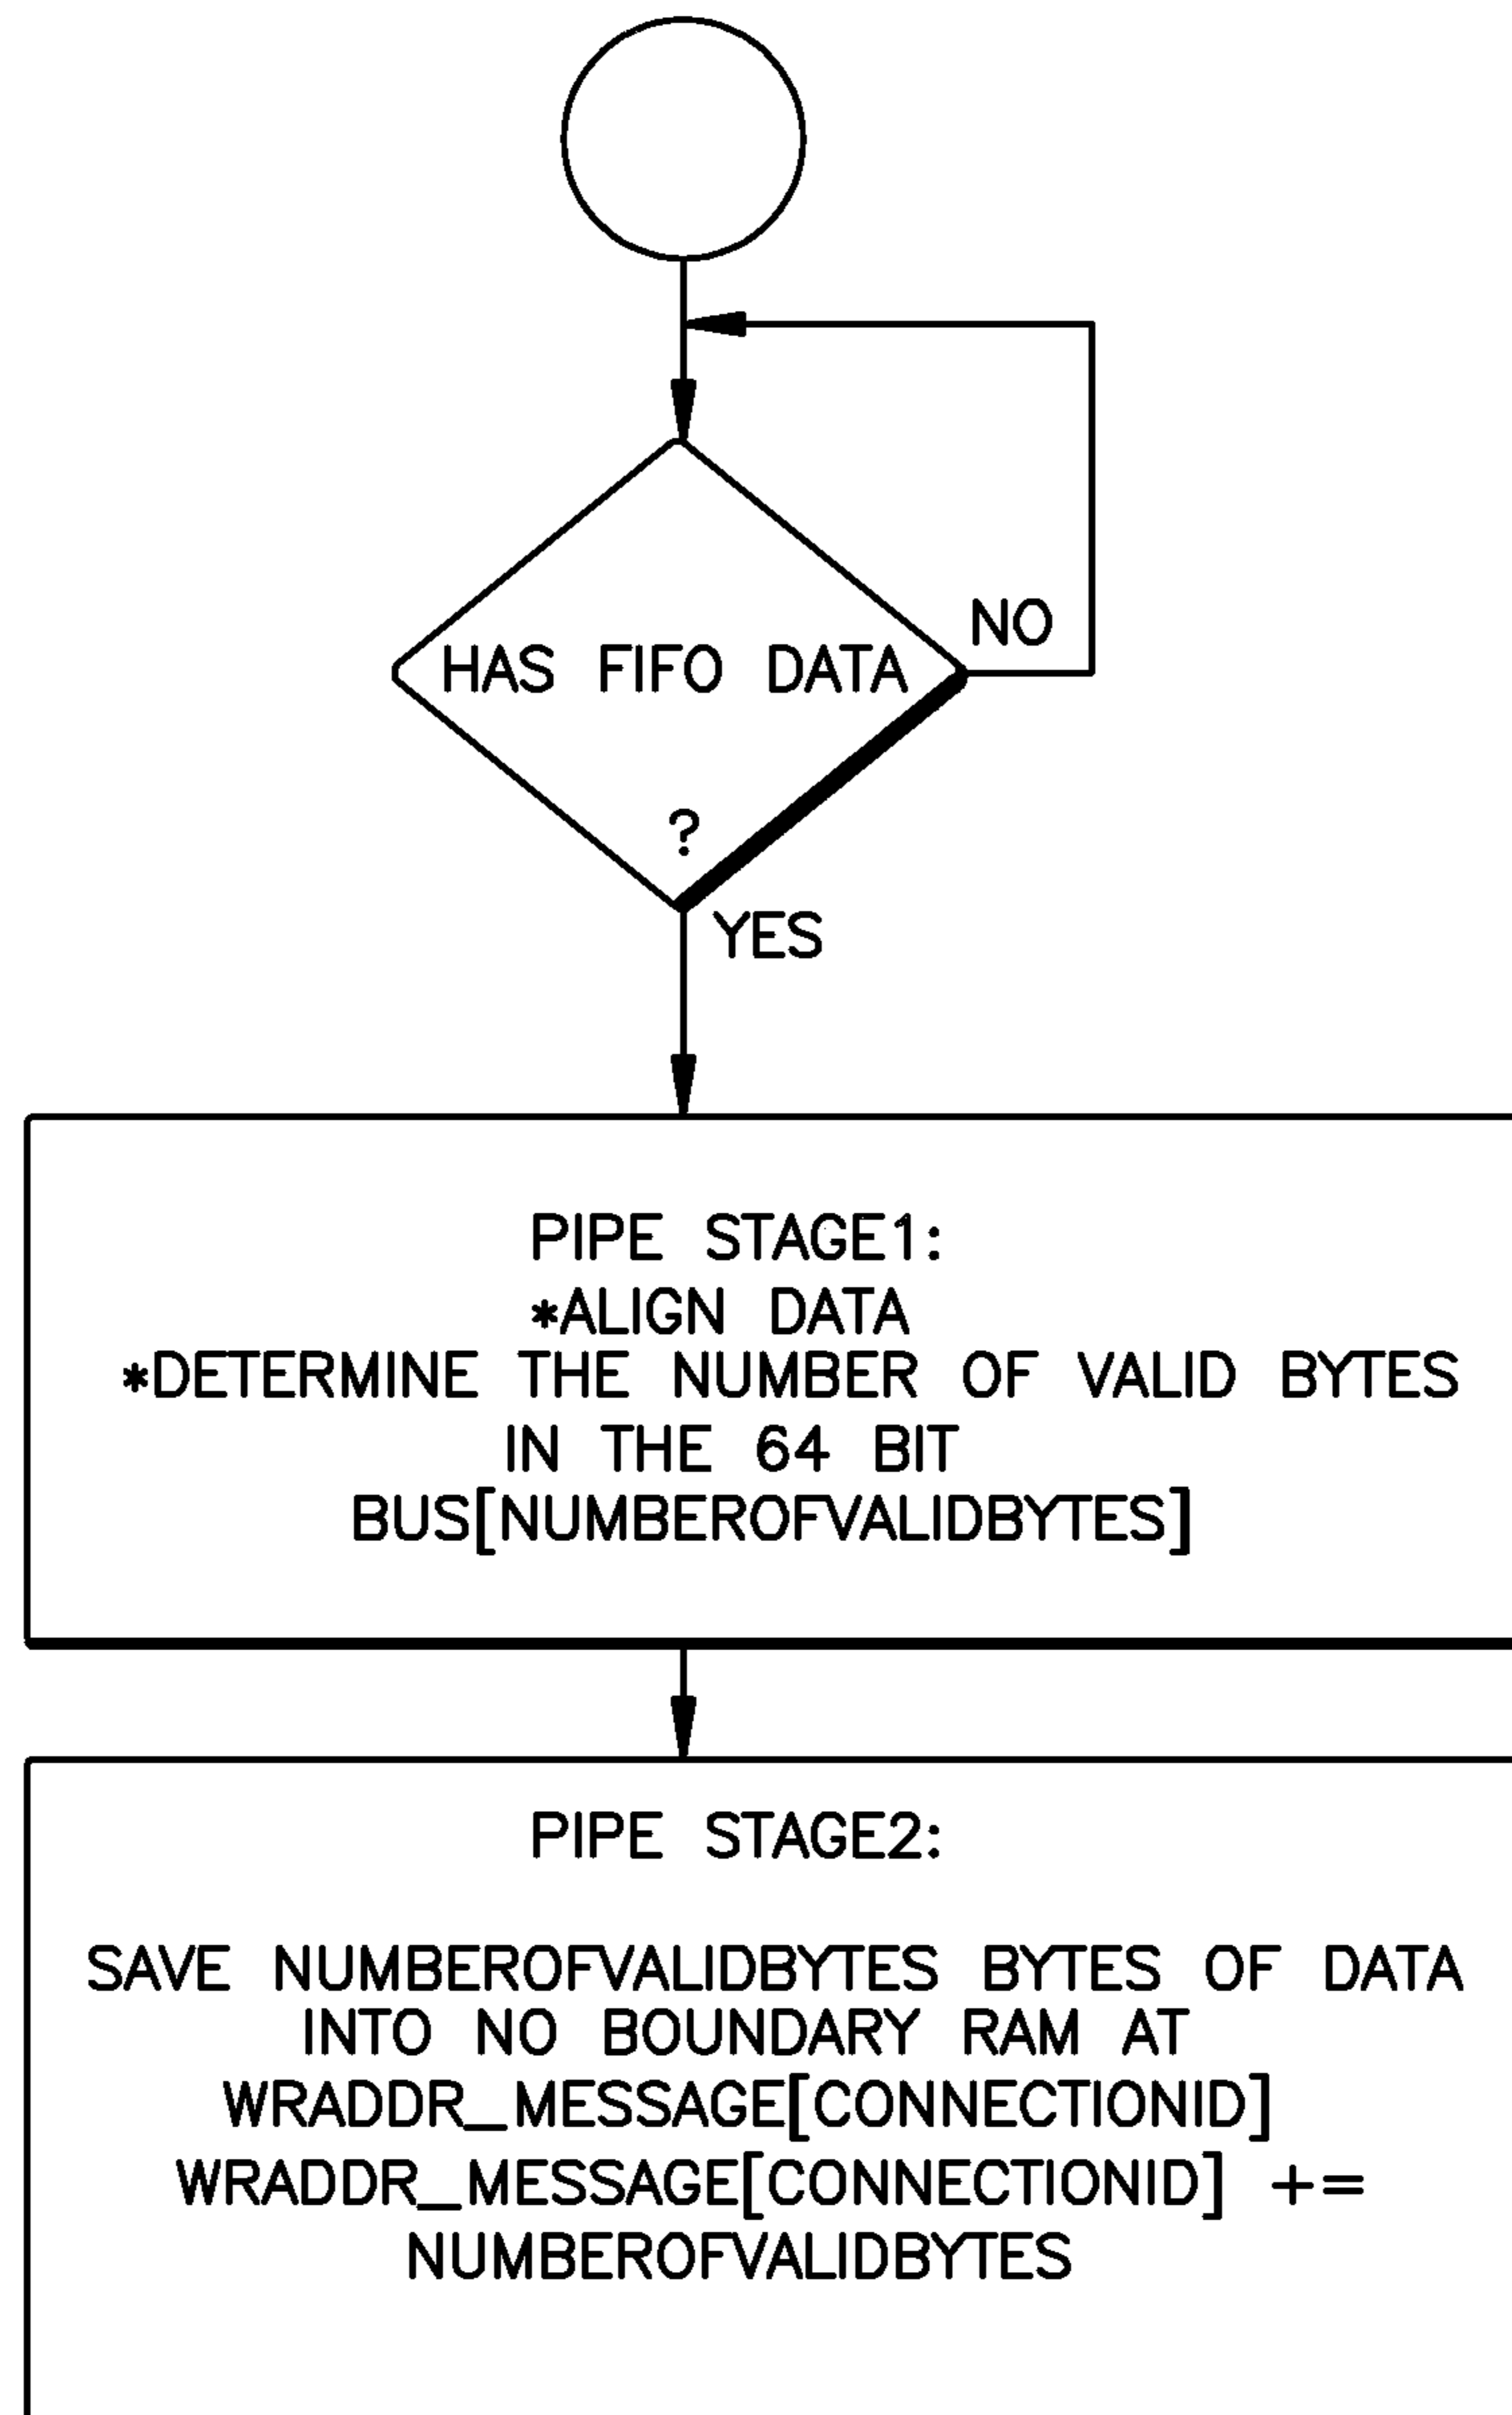 HAS FIFO DATA
NO
?
YES
PIPE STAGE1:
*ALIGN DATA
*DETERMINE THE NUMBER OF VALID BYTES
IN THE 64 BIT
BUS[NUMBEROFVALIDBYTES]
PIPE STAGE2:
SAVE NUMBEROFVALIDBYTES BYTES OF DATA
INTO NO BOUNDARY RAM AT
WRADDR_MESSAGE[CONNECTIONID]
WRADDR_MESSAGE[CONNECTIONID] +=
NUMBEROFVALIDBYTES